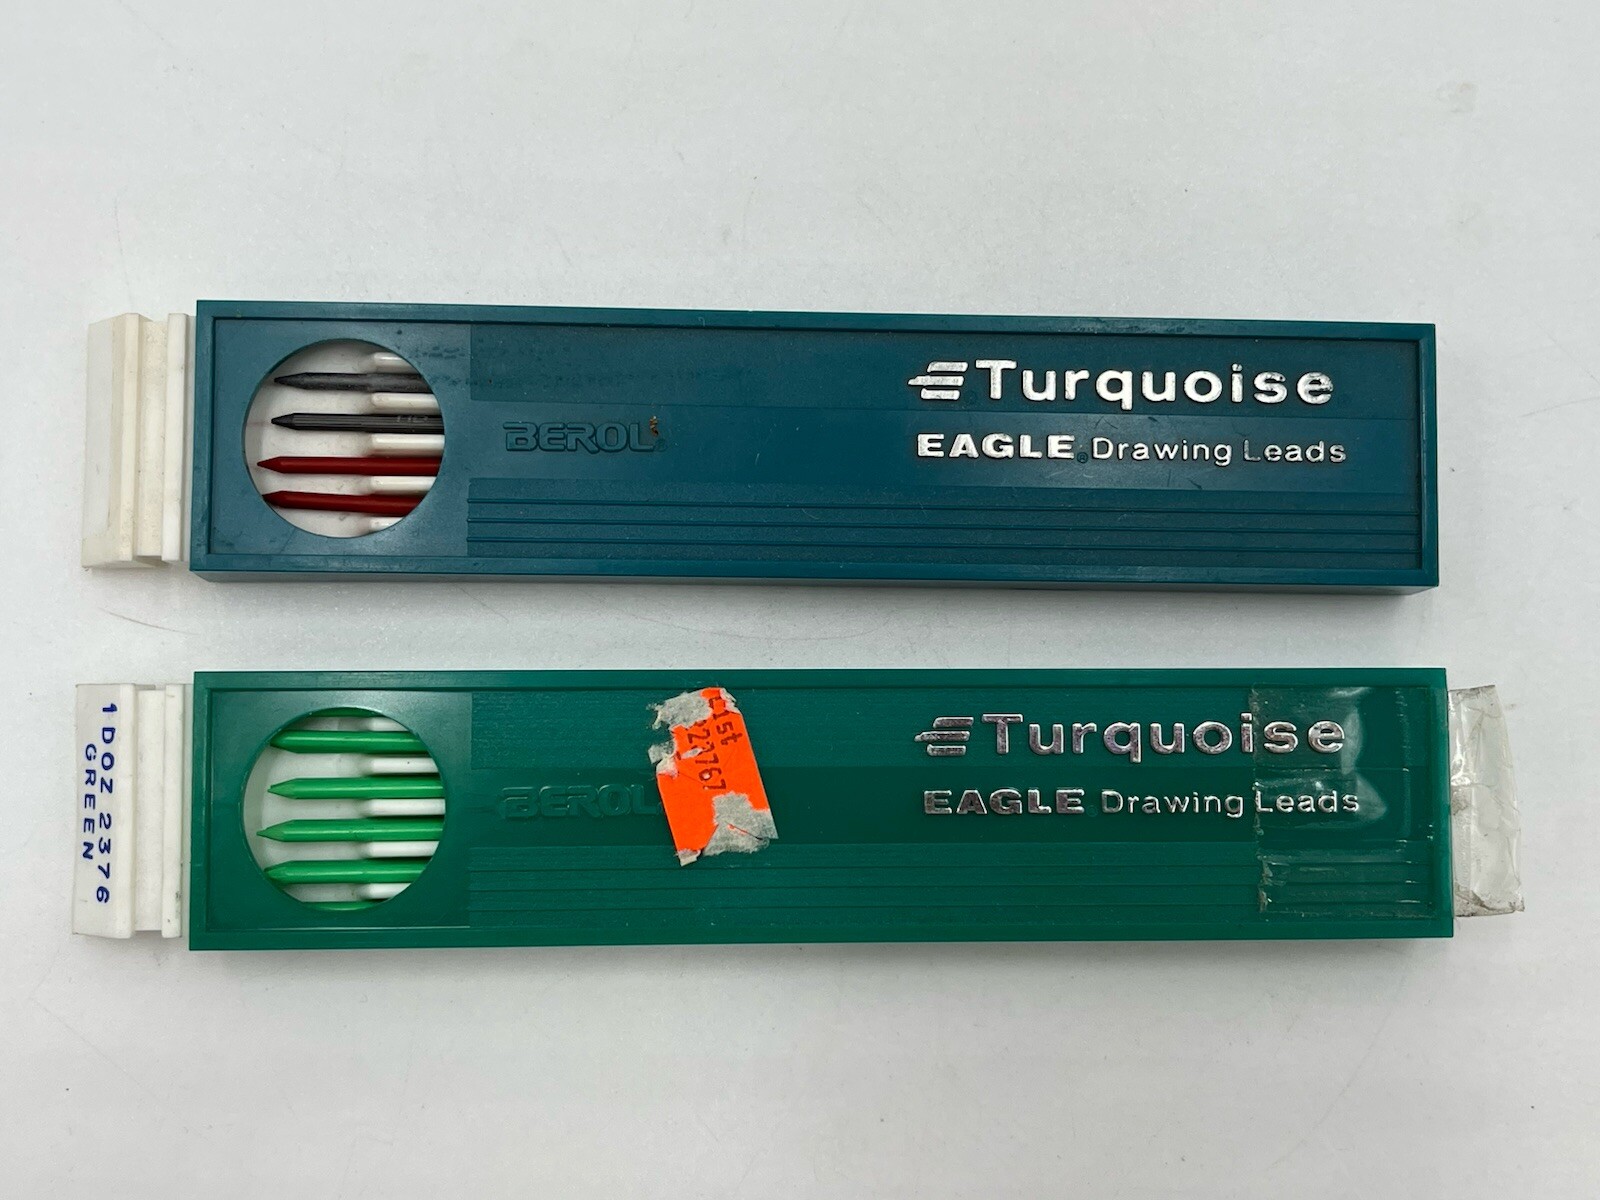 Turquoise
BEROL®
EAGLE® Drawing Leads
1 DOZ 2376
GREEN
Turquoise
BEROL
EAGLE Drawing Leads